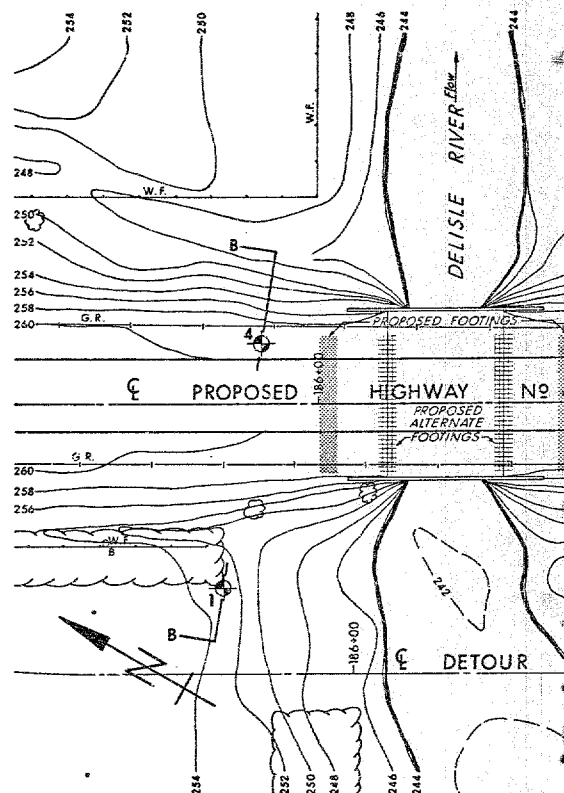 254
252
250
248
246
244
244
DELISLE RIVER
Flow
W.F.
248
W.F.
250
252
254
256
258
260
G.R.
B
4
PROPOSED FOOTINGS
186+00
℄ PROPOSED HIGHWAY Nº
PROPOSED
ALTERNATE
FOOTINGS
G.R.
260
258
256
W.F.
B
1
B
242
186+00
℄ DETOUR
N
254
252
250
248
246
244